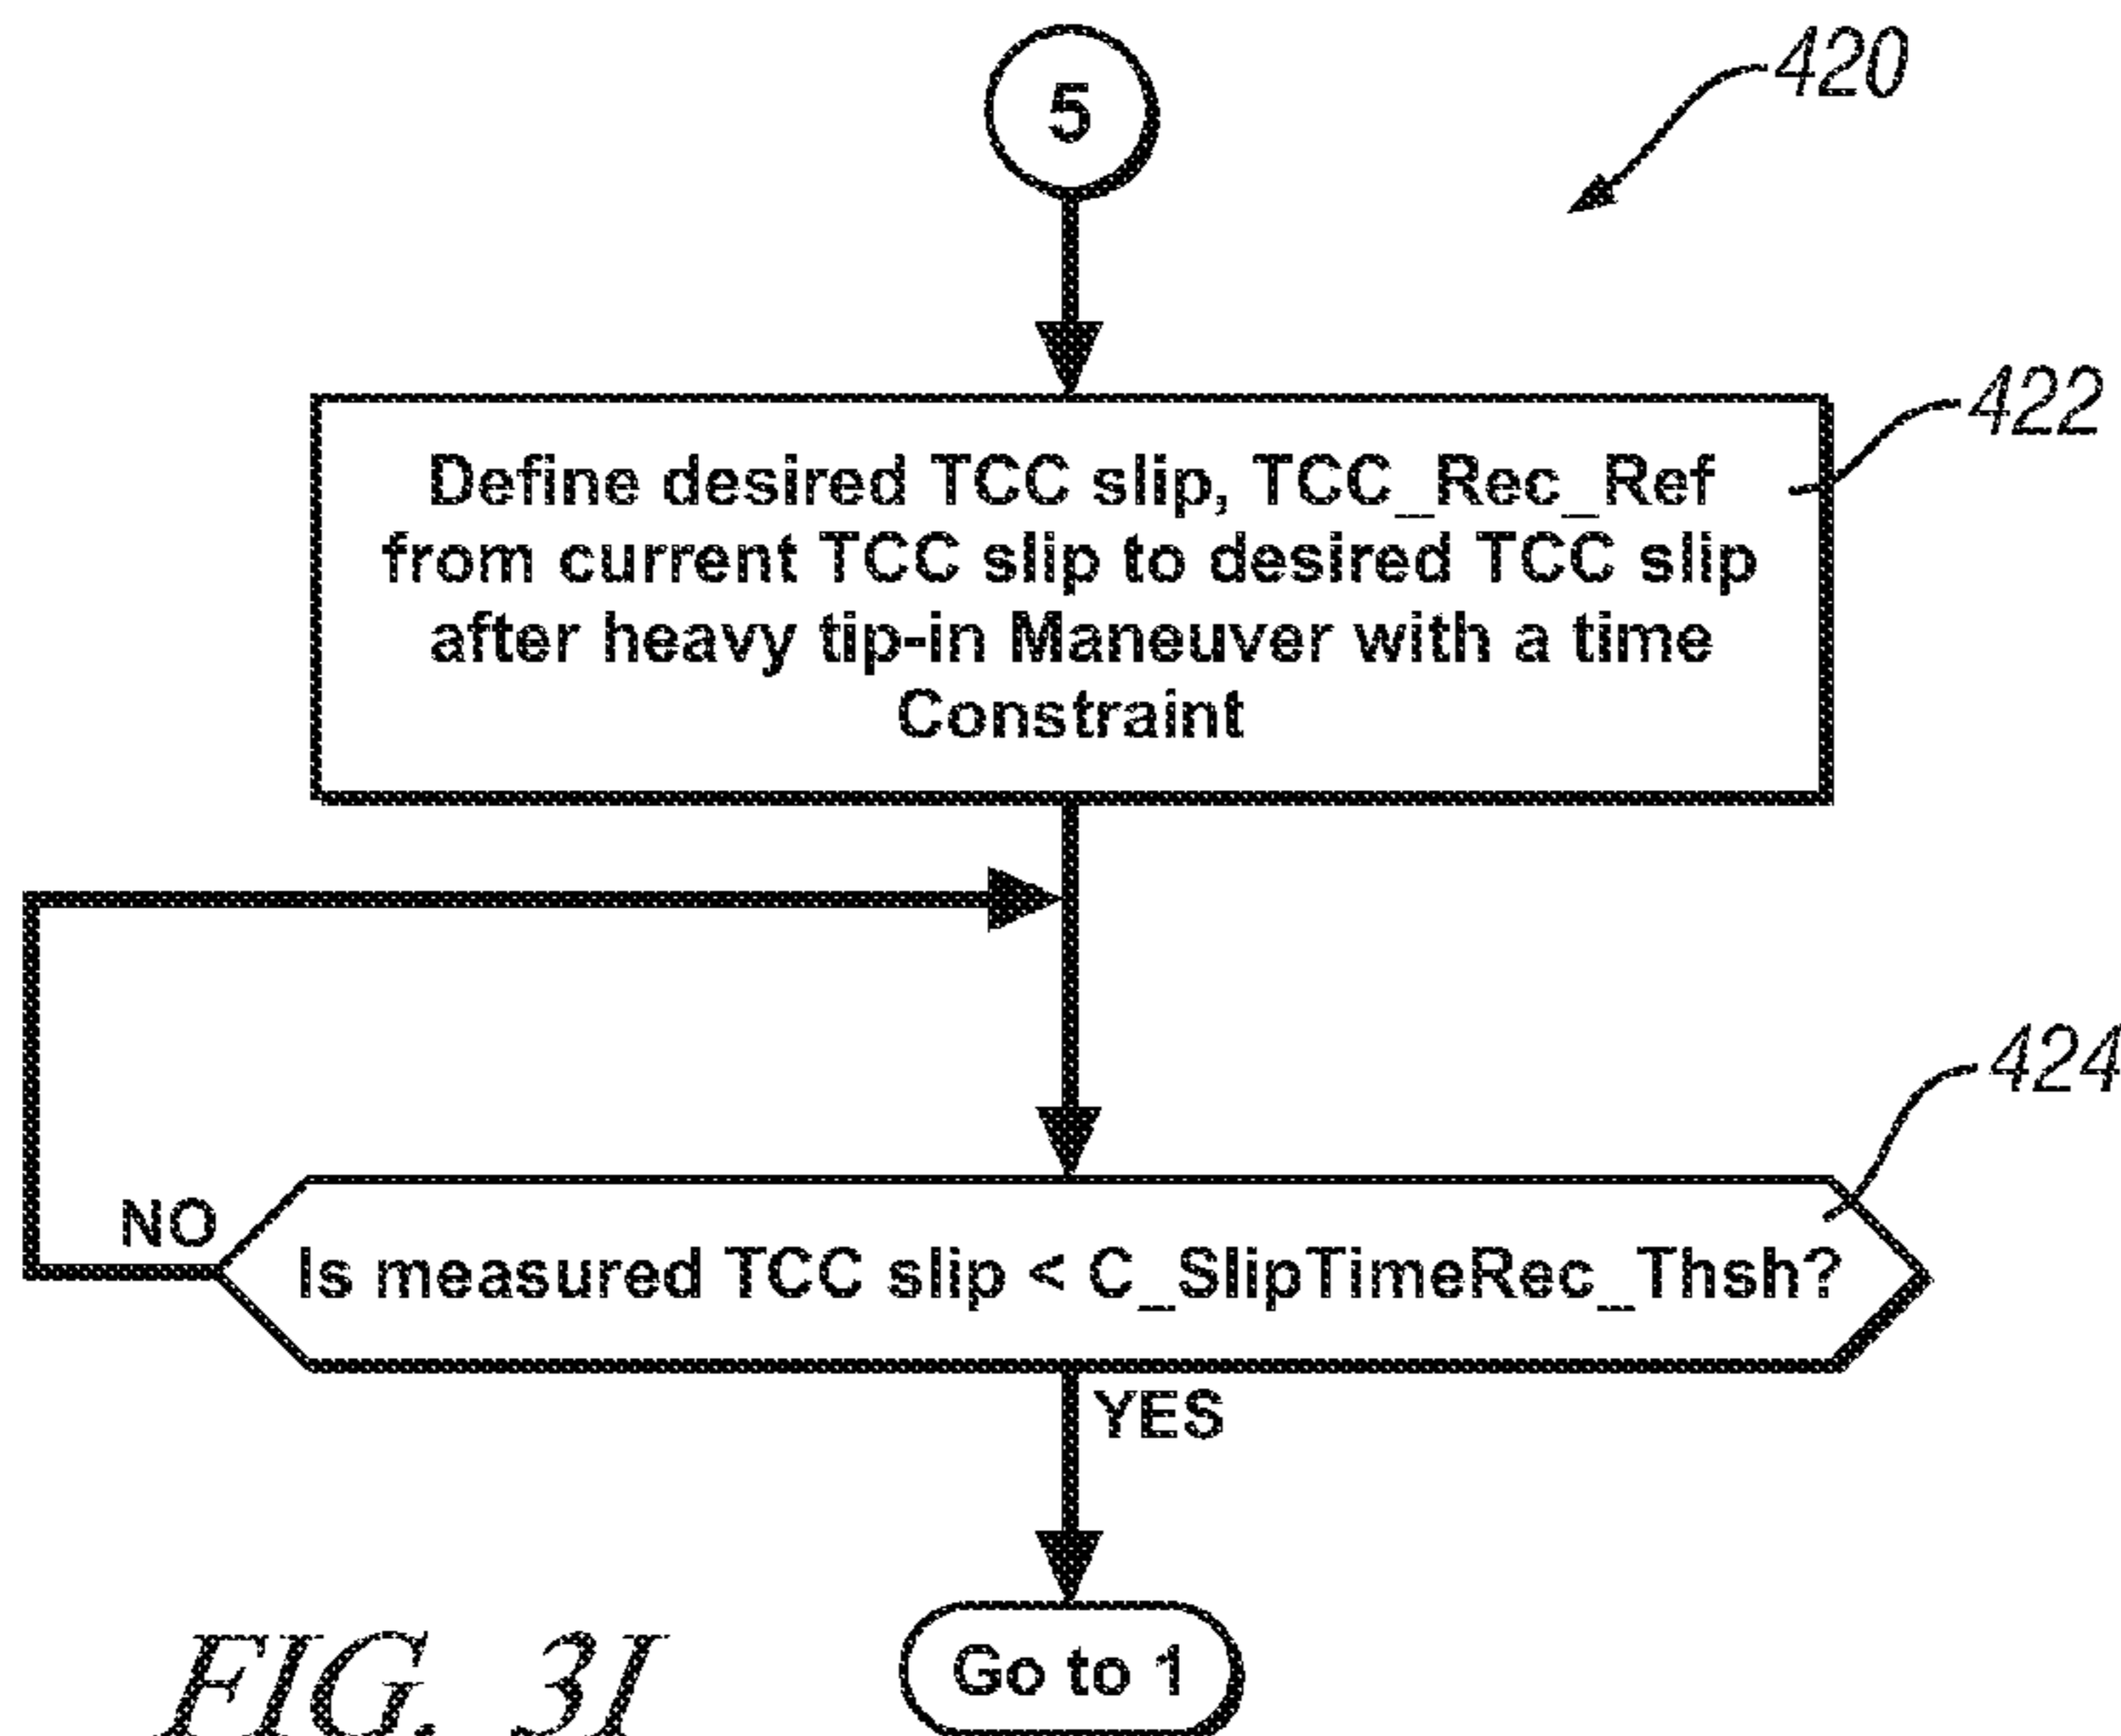 5
420
422
Define desired TCC slip, TCC_Rec_Ref
from current TCC slip to desired TCC slip
after heavy tip-in Maneuver with a time
Constraint
424
NO
Is measured TCC slip < C_SlipTimeRec_Thsh?
YES
Go to 1
FIG. 3I